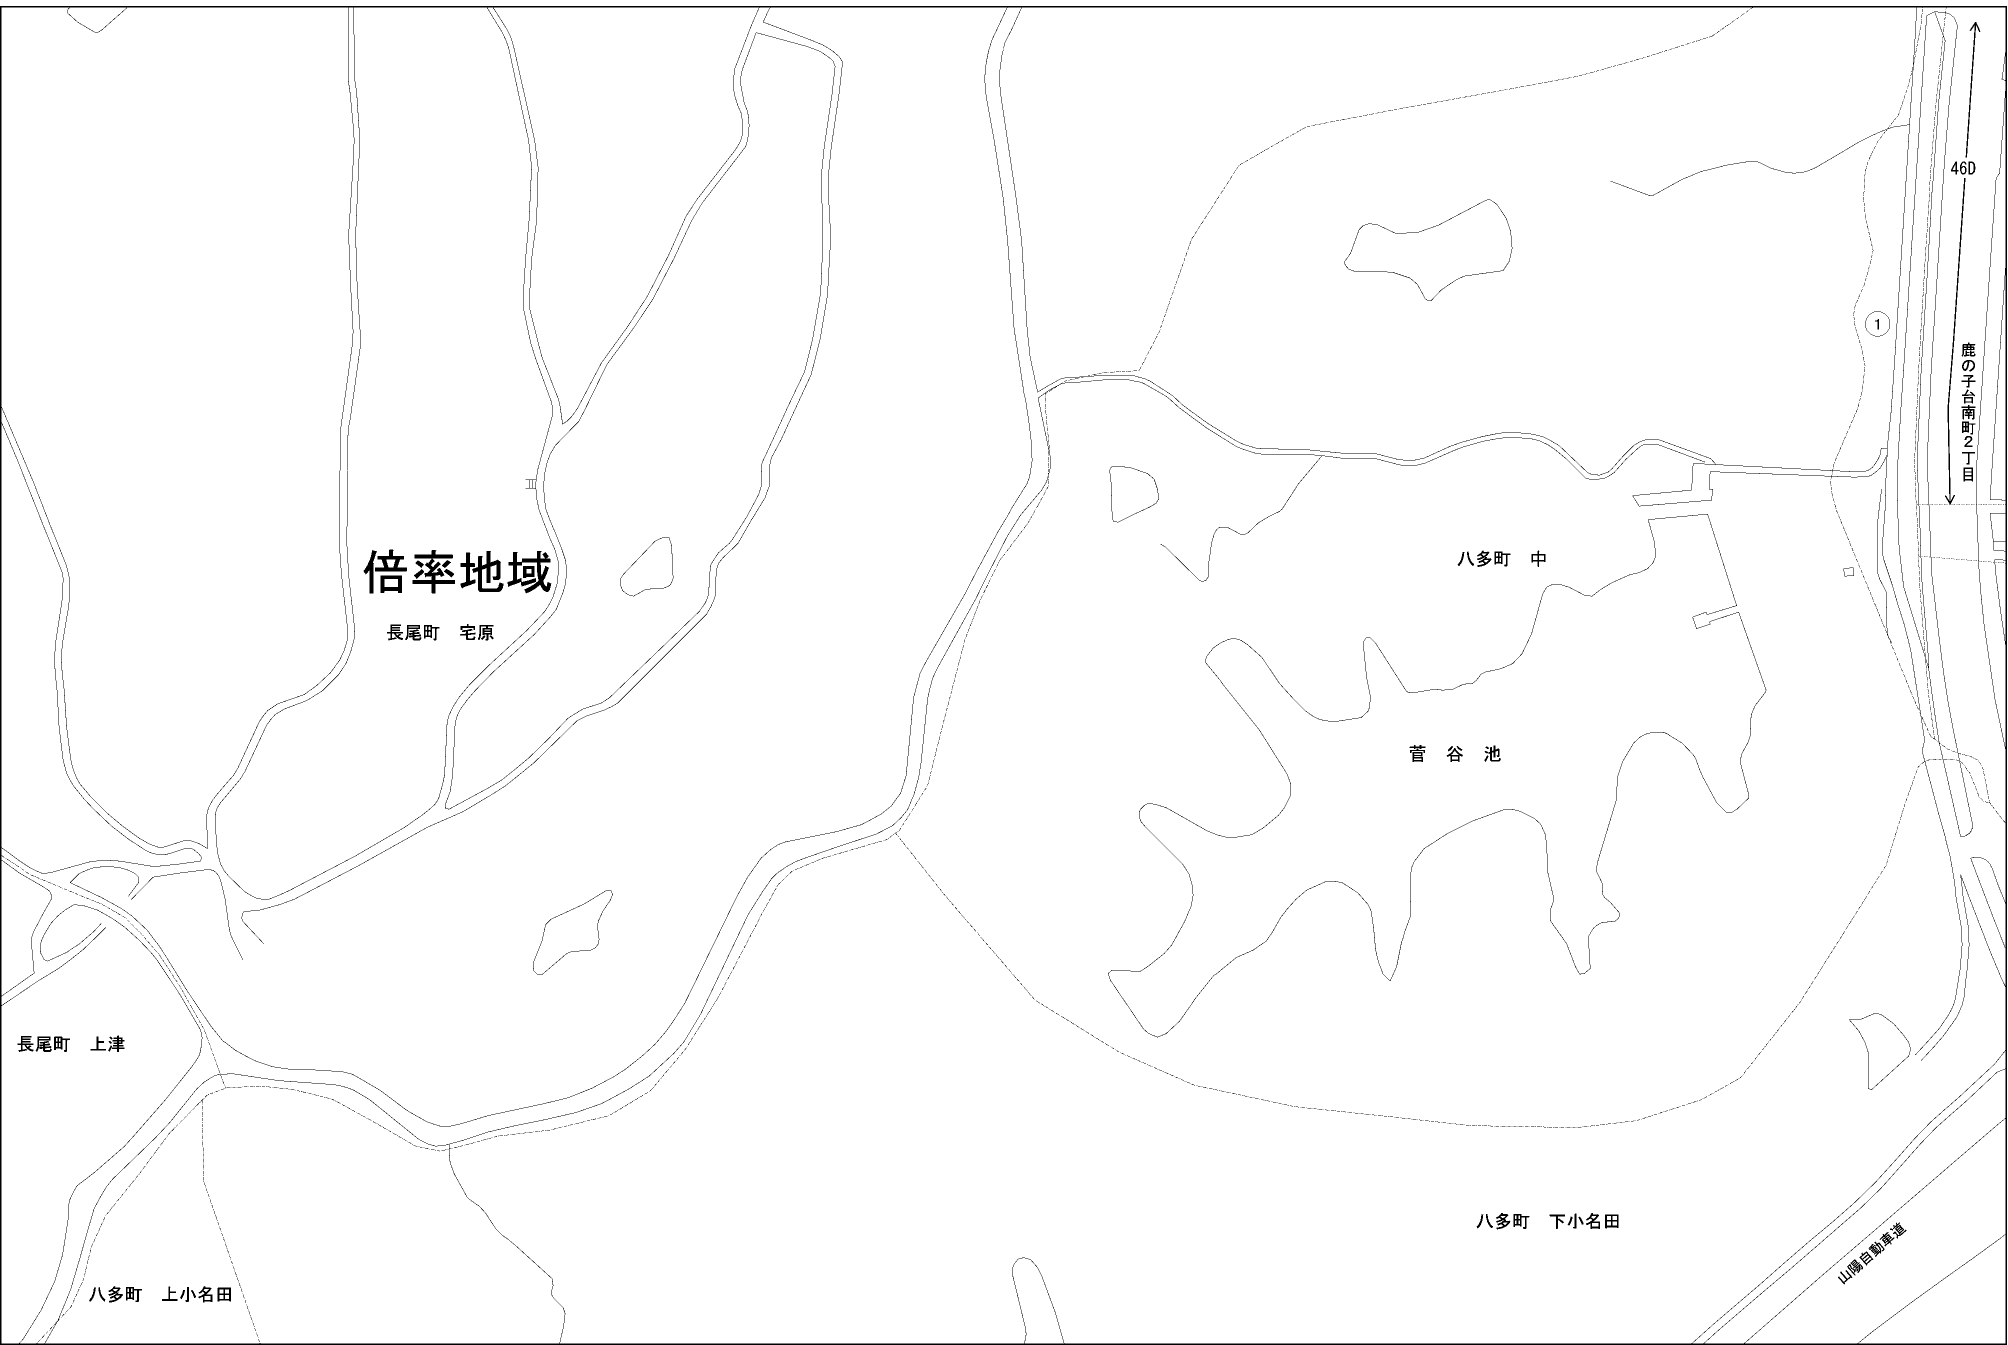 46D
1
鹿の子台南町2丁目
八多町 中
倍率地域
長尾町 宅原
菅谷池
長尾町 上津
八多町 下小名田
山陽自動車道
八多町 上小名田